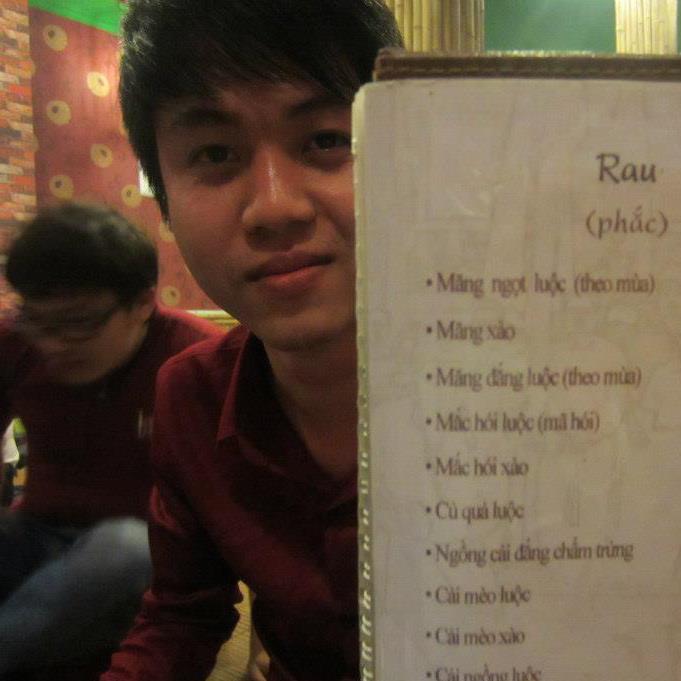 Rau
(phắc)
• Măng ngọt luộc (theo mùa)
• Măng xào
• Măng đắng luộc (theo mùa)
• Mắc hói luộc (mã hói)
• Mắc hói xào
• Củ quả luộc
• Ngồng cải đắng chấm trứng
• Cải mèo luộc
• Cải mèo xào
• Cải ngồng luộc